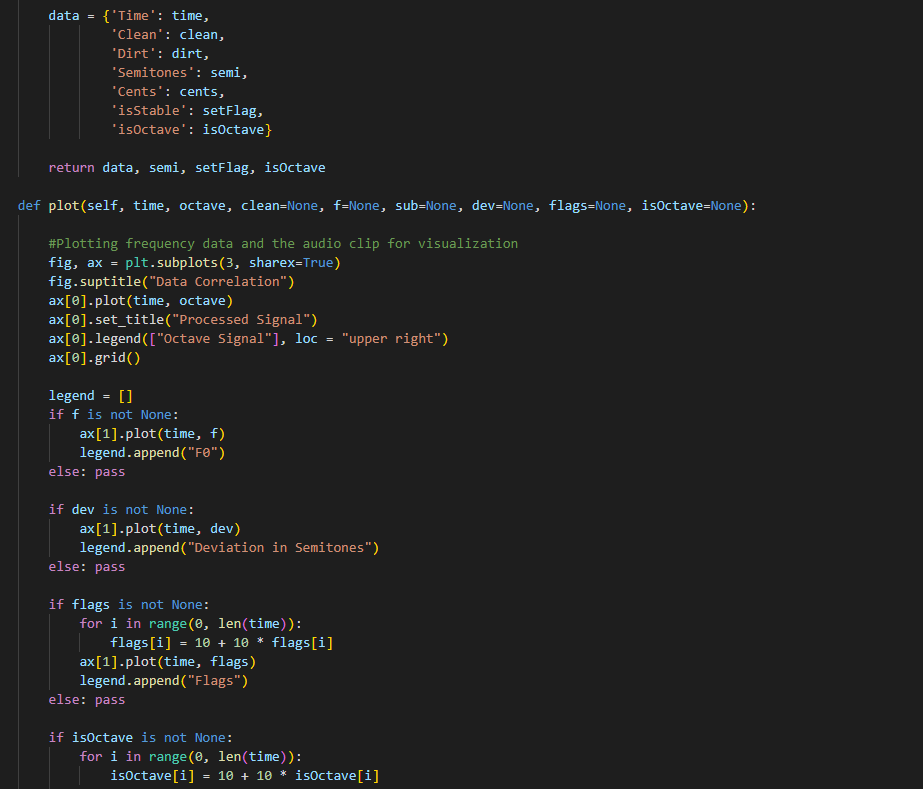 data = {'Time': time,
'Clean': clean,
'Dirt': dirt,
'Semitones': semi,
'Cents': cents,
'isStable': setFlag,
'isOctave': isOctave}
return data, semi, setFlag, isOctave
def plot(self, time, octave, clean=None, f=None, sub=None, dev=None, flags=None, isOctave=None):
#Plotting frequency data and the audio clip for visualization
fig, ax = plt.subplots(3, sharex=True)
fig.suptitle("Data Correlation")
ax[0].plot(time, octave)
ax[0].set_title("Processed Signal")
ax[0].legend(["Octave Signal"], loc = "upper right")
ax[0].grid()
legend = []
if f is not None:
ax[1].plot(time, f)
legend.append("F0")
else: pass
if dev is not None:
ax[1].plot(time, dev)
legend.append("Deviation in Semitones")
else: pass
if flags is not None:
for i in range(0, len(time)):
flags[i] = 10 + 10 * flags[i]
ax[1].plot(time, flags)
legend.append("Flags")
else: pass
if isOctave is not None:
for i in range(0, len(time)):
isOctave[i] = 10 + 10 * isOctave[i]